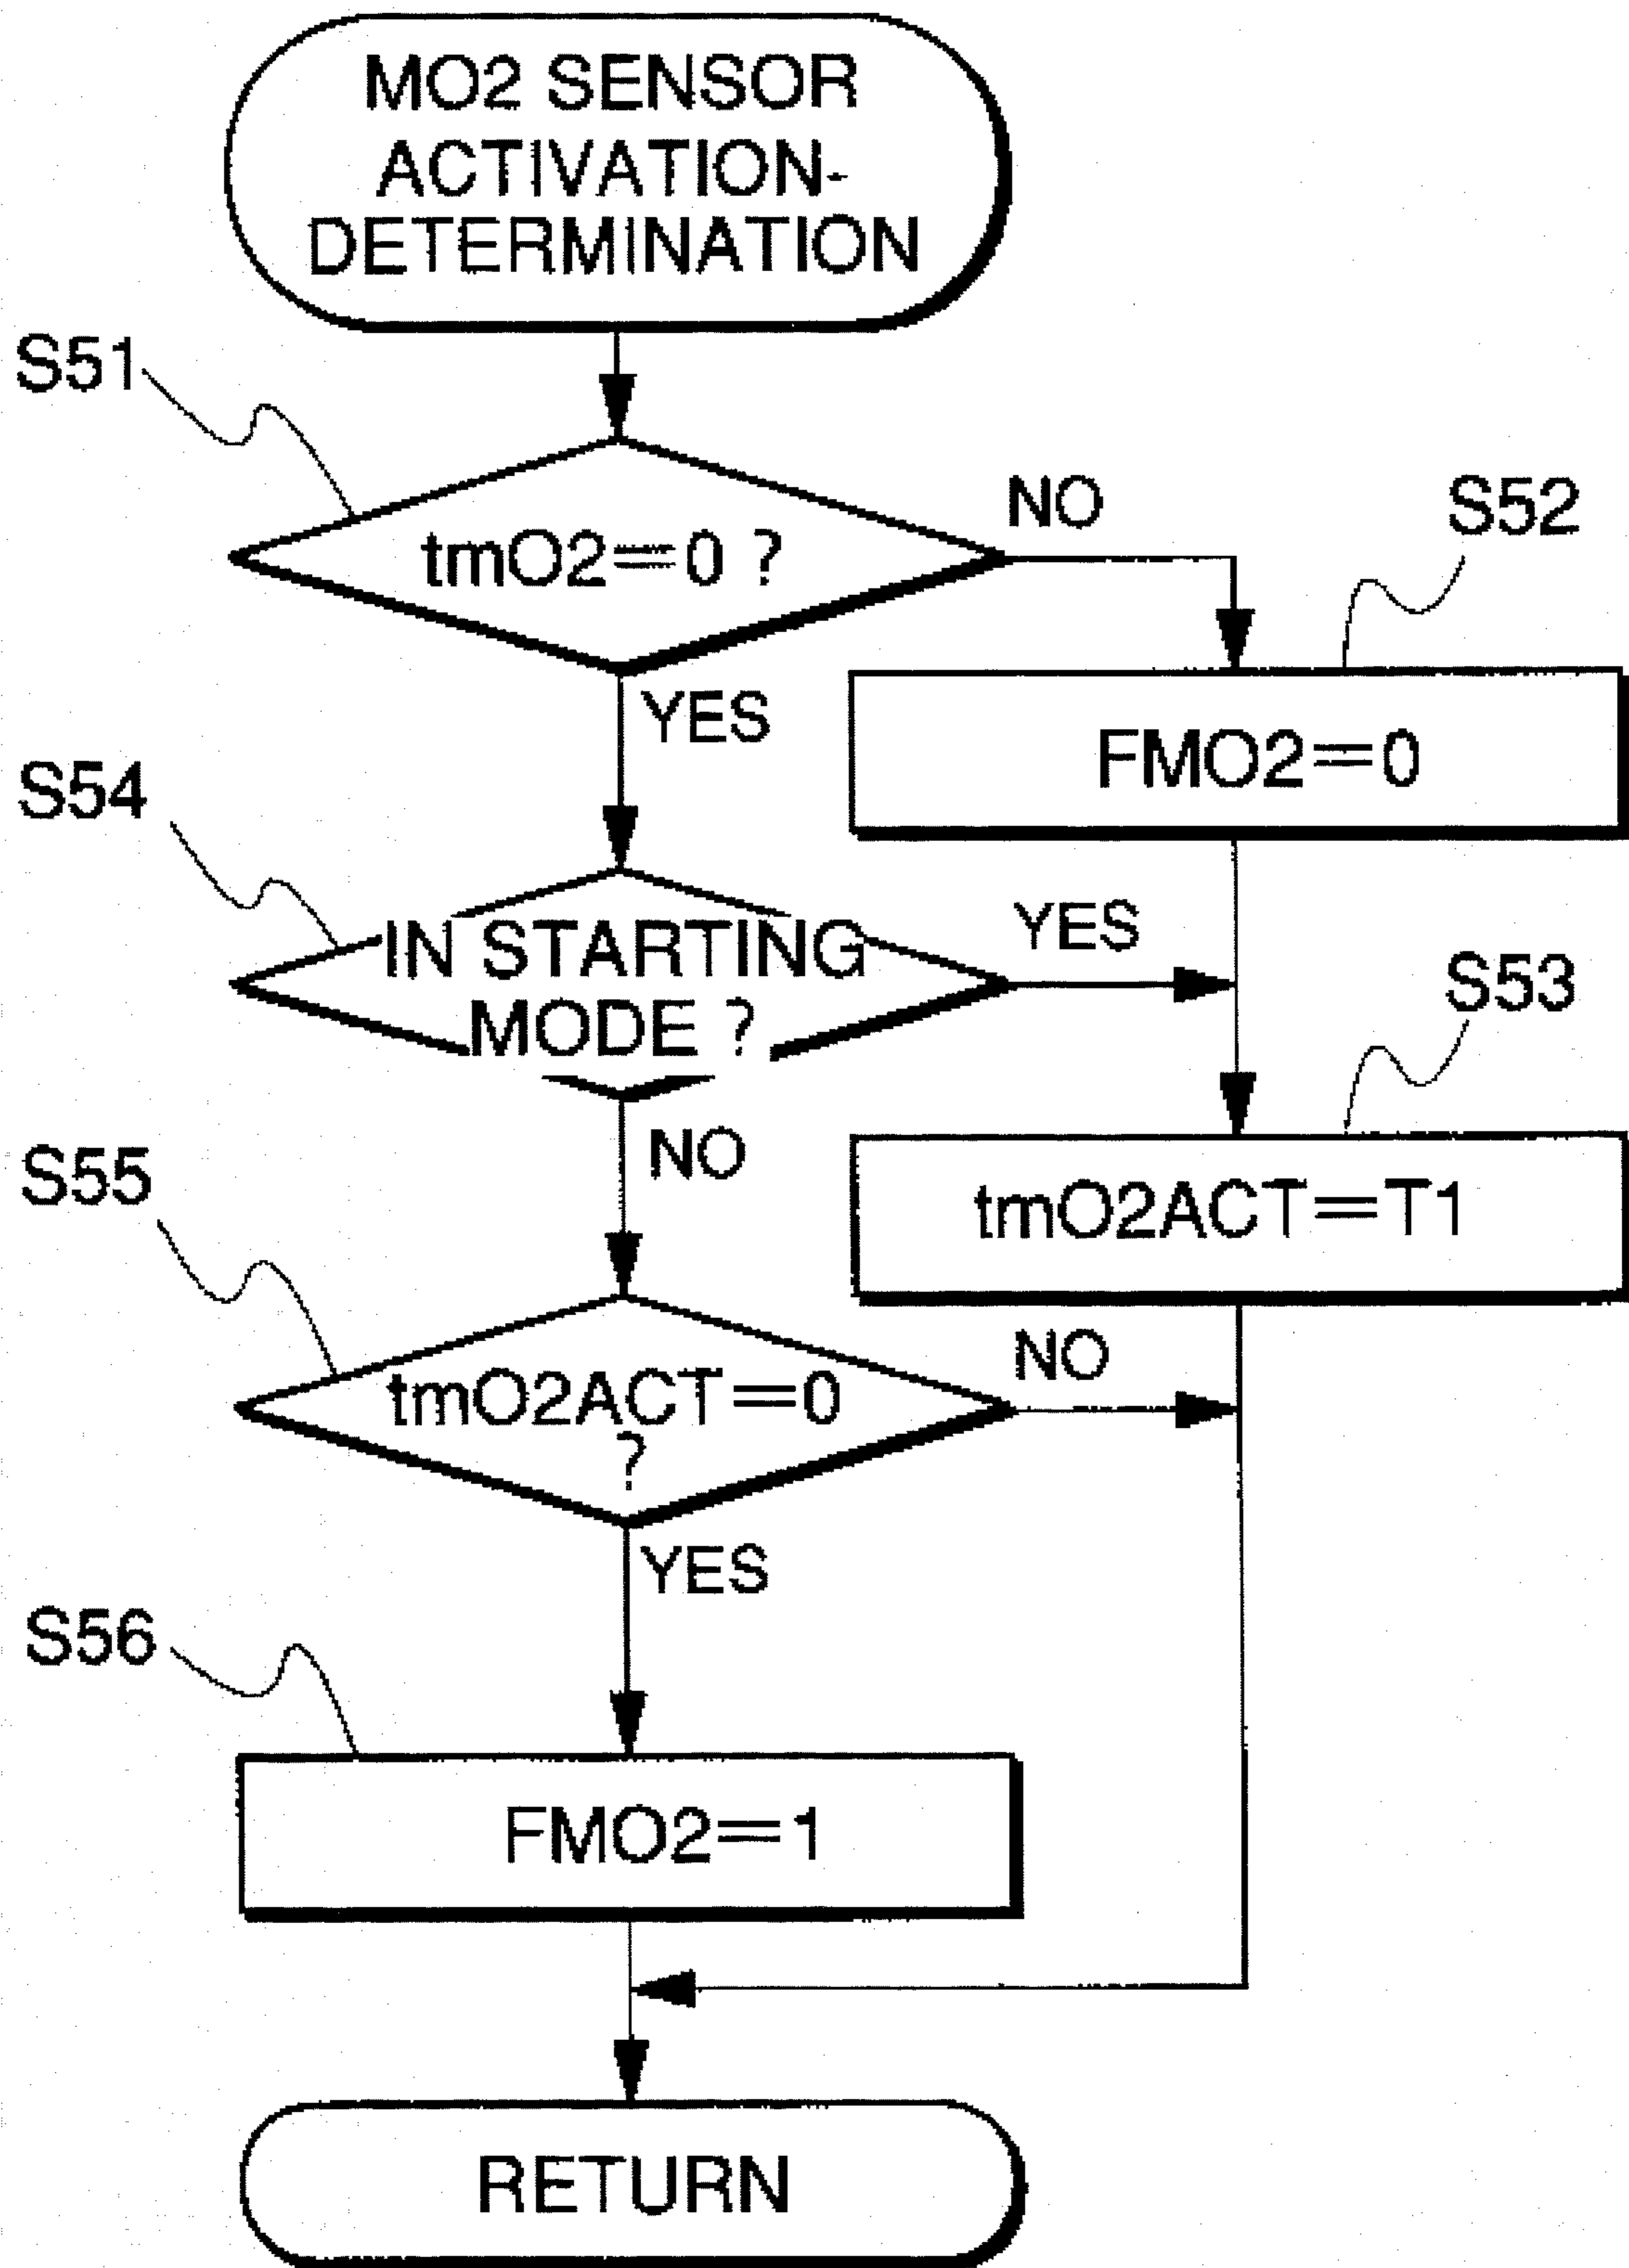 MO2 SENSOR
ACTIVATION-
DETERMINATION
S51
tmO2=0 ?
NO
S52
YES
FMO2=0
S54
IN STARTING
MODE ?
YES
S53
NO
tmO2ACT=T1
S55
tmO2ACT=0
?
NO
YES
S56
FMO2=1
RETURN